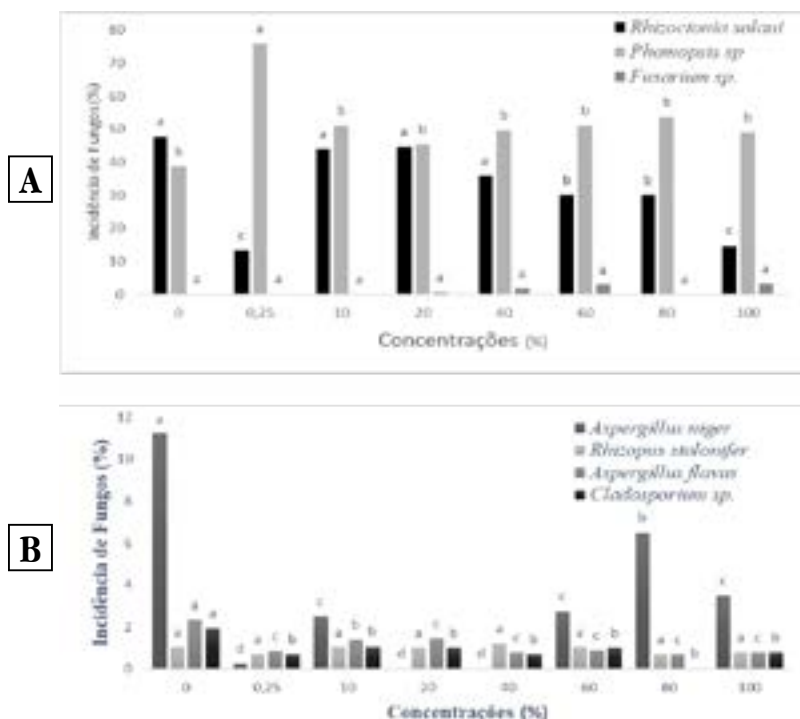 A
Incidência de Fungos (%)
80
70
60
50
40
30
20
10
0
Rhizoctonia solani
Phomopsis sp
Fusarium sp.
a b a
c a a
a b a
a b a
a b a
b b a
b b a
c b a
0 0,25 10 20 40 60 80 100
Concentrações (%)
B
Incidência de Fungos (%)
12
10
8
6
4
2
0
Aspergillus niger
Rhizopus stolonifer
Aspergillus flavus
Cladosporium sp.
a a a a
d a c b
c a b b
d a c b
d a c b
c a c b
b a c b
c a c b
0 0,25 10 20 40 60 80 100
Concentrações (%)